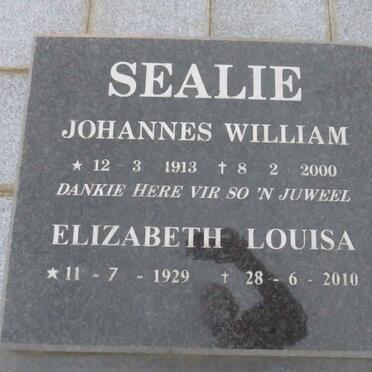 SEALIE
JOHANNES WILLIAM
★ 12 - 3 1913 † 8 2 - 2000
DANKIE HERE VIR SO 'N JUWEEL
ELIZABETH LOUISA
★ 11 - 7 - 1929 † 28 - 6 - 2010